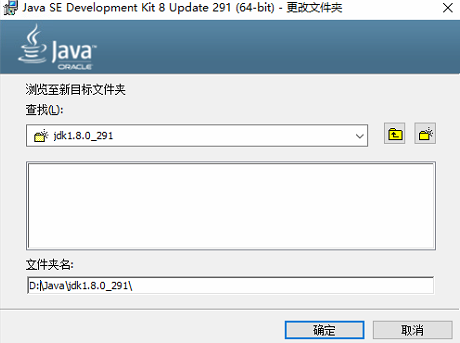 Java SE Development Kit 8 Update 291 (64-bit) - 更改文件夹
Java™
ORACLE
浏览至新目标文件夹
查找(L):
jdk1.8.0_291
文件夹名:
D:\Java\jdk1.8.0_291\
确定
取消